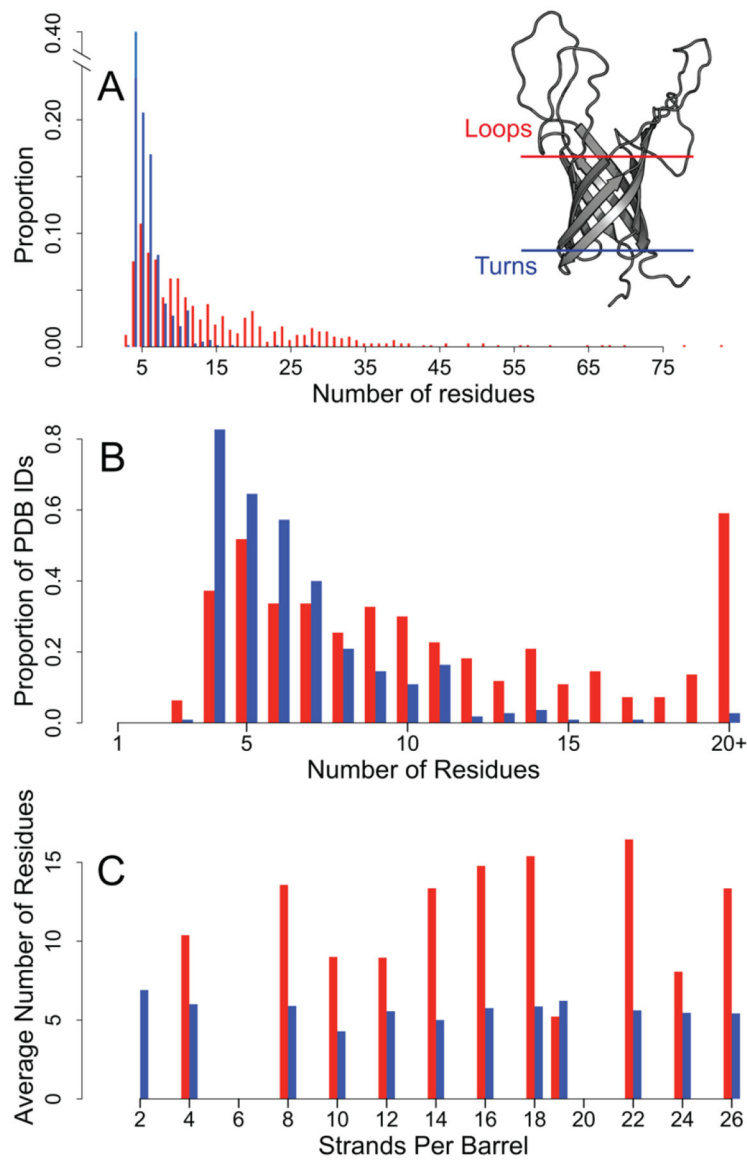 A
Proportion
0.40
0.20
0.10
0.00
5 15 25 35 45 55 65 75
Number of residues
Loops
Turns
B
Proportion of PDB IDs
0.8
0.6
0.4
0.2
0.0
1 5 10 15 20+
Number of Residues
C
Average Number of Residues
15
10
5
0
2 4 6 8 10 12 14 16 18 20 22 24 26
Strands Per Barrel